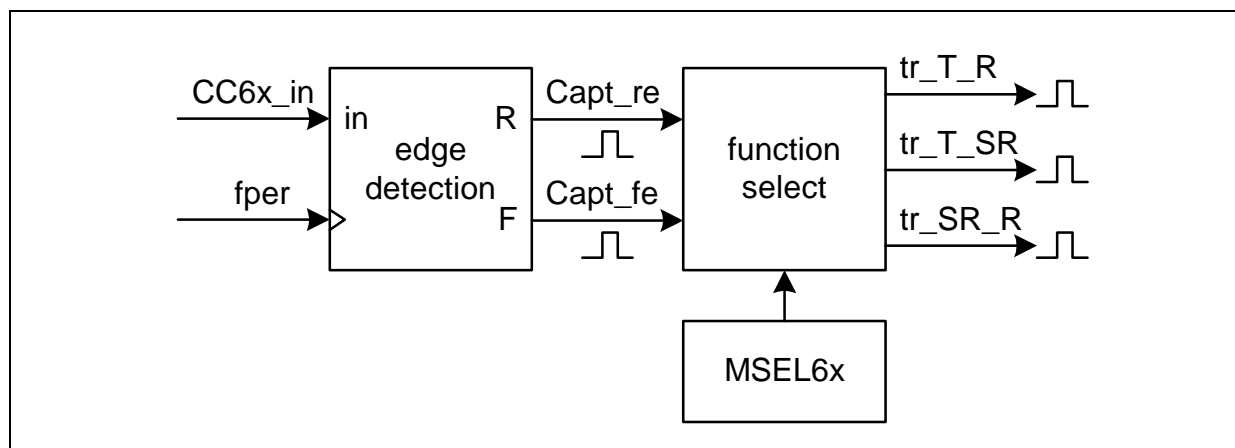 CC6x_in
fper
in
R
edge
detection
F
Capt_re
Capt_fe
function
select
MSEL6x
tr_T_R
tr_T_SR
tr_SR_R